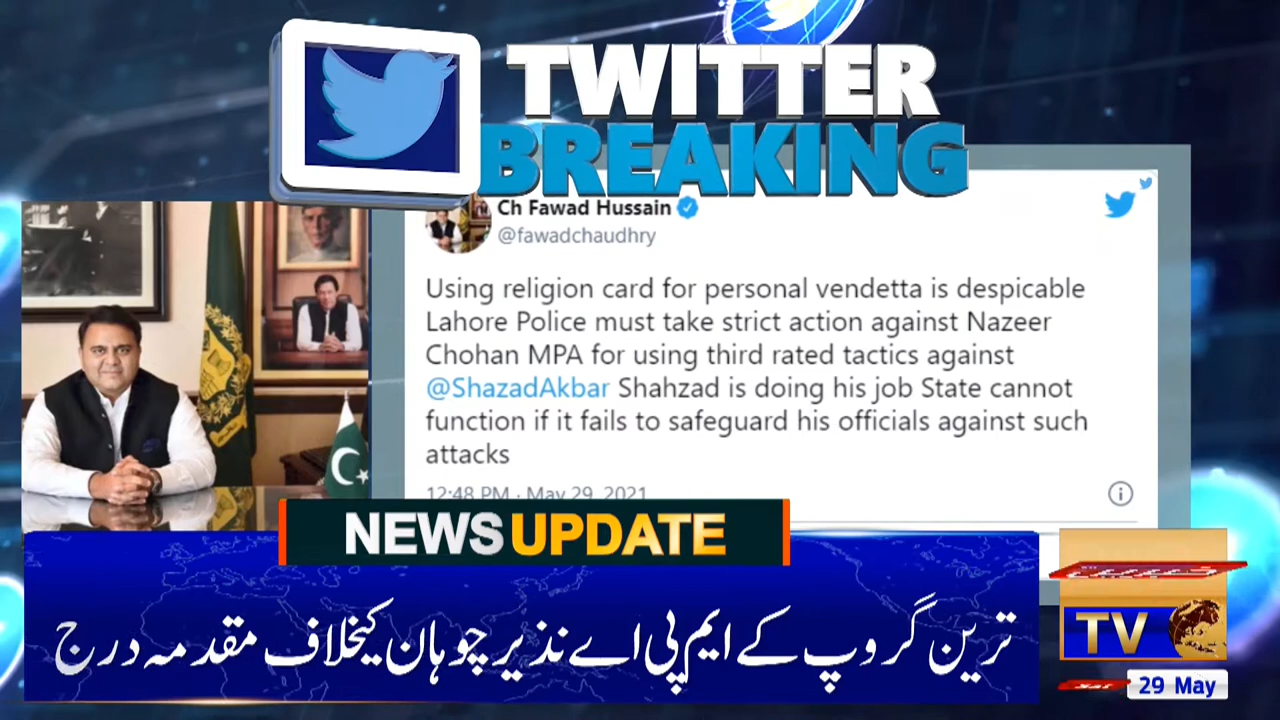 TWITTER
BREAKING
Ch Fawad Hussain
@fawadchaudhry
Using religion card for personal vendetta is despicable
Lahore Police must take strict action against Nazeer
Chohan MPA for using third rated tactics against
@ShazadAkbar Shahzad is doing his job State cannot
function if it fails to safeguard his officials against such
attacks
12:48 PM · May 29, 2021
NEWS UPDATE
ترین گروپ کے ایم پی اے نذیر چوہان کیخلاف مقدمہ درج
TV
Sat
29 May